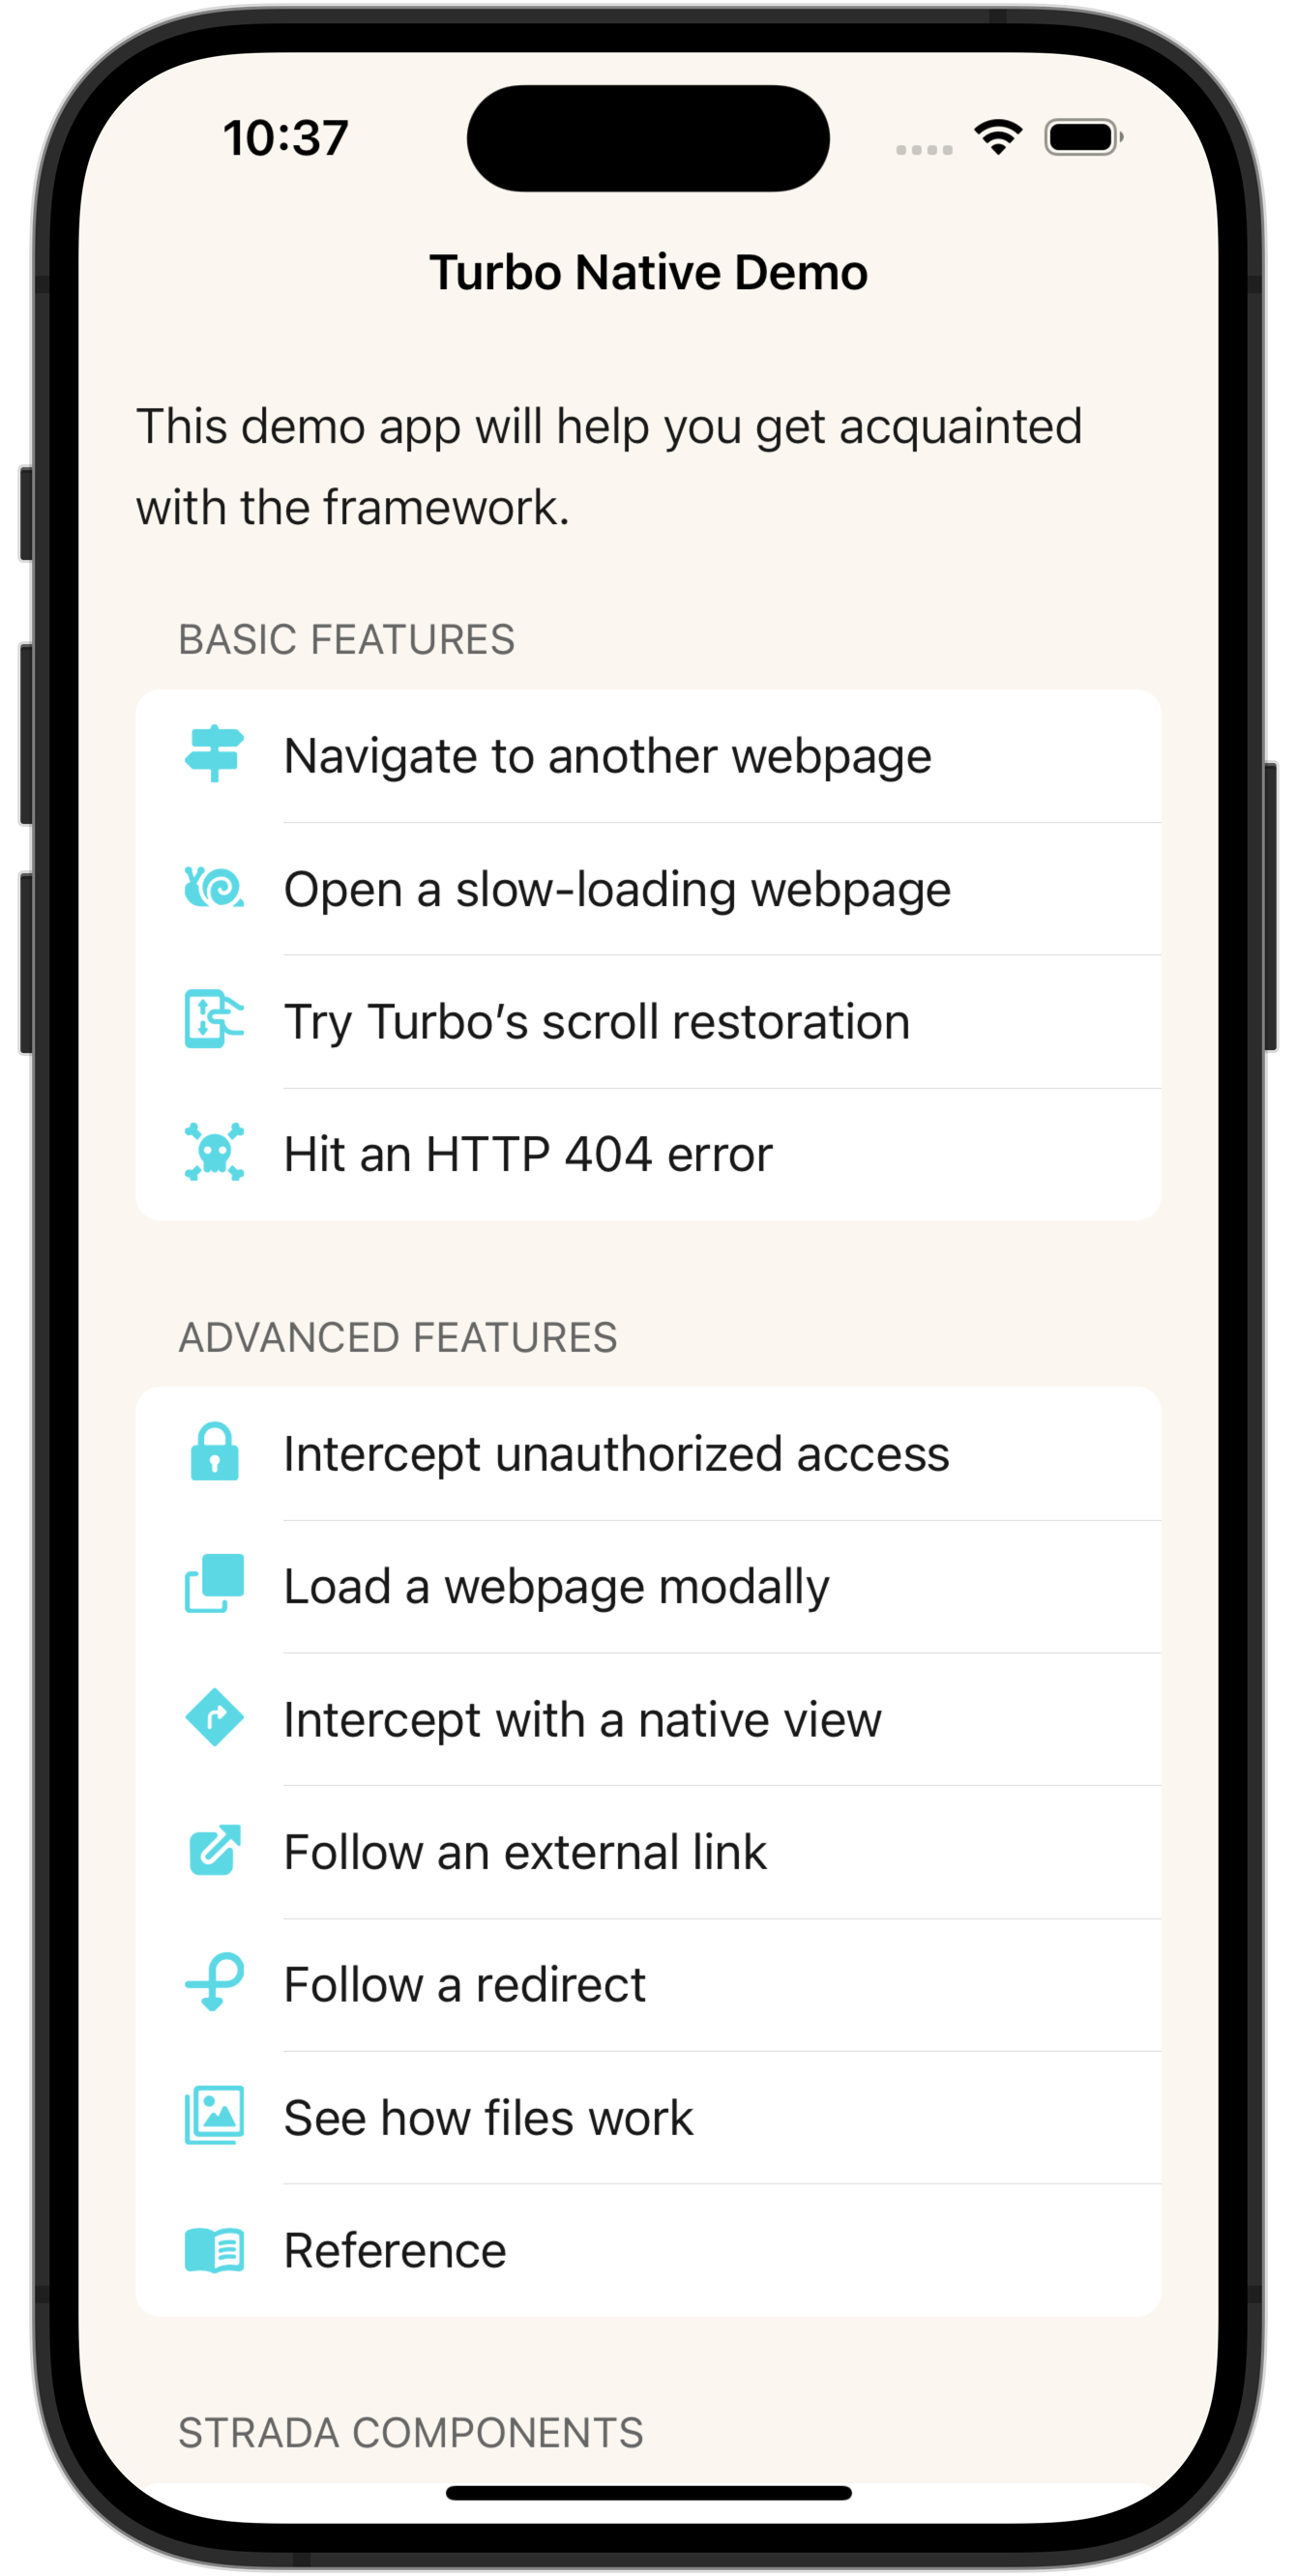 10:37
Turbo Native Demo
This demo app will help you get acquainted
with the framework.
BASIC FEATURES
Navigate to another webpage
Open a slow-loading webpage
Try Turbo’s scroll restoration
Hit an HTTP 404 error
ADVANCED FEATURES
Intercept unauthorized access
Load a webpage modally
Intercept with a native view
Follow an external link
Follow a redirect
See how files work
Reference
STRADA COMPONENTS